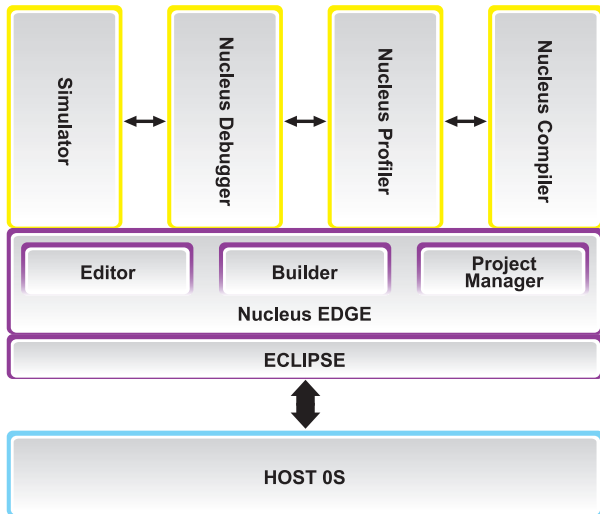 Simulator
Nucleus Debugger
Nucleus Profiler
Nucleus Compiler
Editor
Builder
Project
Manager
Nucleus EDGE
ECLIPSE
HOST 0S